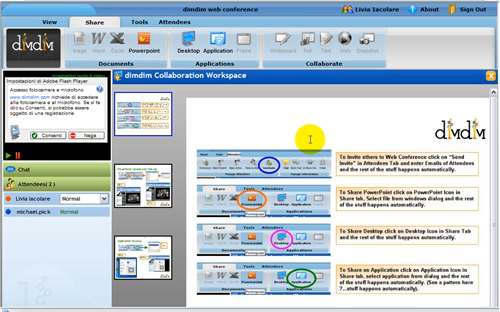 dimdim web conference
Livia Iacolare About Sign Out
View Share Tools Attendees
dimdim
Image Word Excel Powerpoint Desktop Application Frame Whiteboard Poll Text Web Snapshot
Documents Applications Collaborate
dimdim Collaboration Workspace
Impostazioni di Adobe Flash Player
Accesso fotocamera e microfono
www.dimdim.com richiede di accedere
alla fotocamera e al microfono. Se si fa
clic su Consenti, si potrebbe essere
oggetto di una registrazione.
Consenti Nega
Chat
Attendees( 2 )
Livia Iacolare Normal
michael.pick Normal
dimdim
To Invite others to Web Conference click on "Send
Invite" in Attendees Tab and enter Emails of Attendees
and the rest of the stuff happens automatically.
To Share PowerPoint click on PowerPoint Icon in
Share tab, Select file from windows dialog and the rest
of the stuff happens automatically.
To Share Desktop click on Desktop Icon in Share Tab
and the rest of the stuff happens automatically.
To Share an Application click on Application Icon in
Share tab, select application from dialog and the rest
of the stuff happens automatically. (See a pattern here
?...stuff happens automatically).